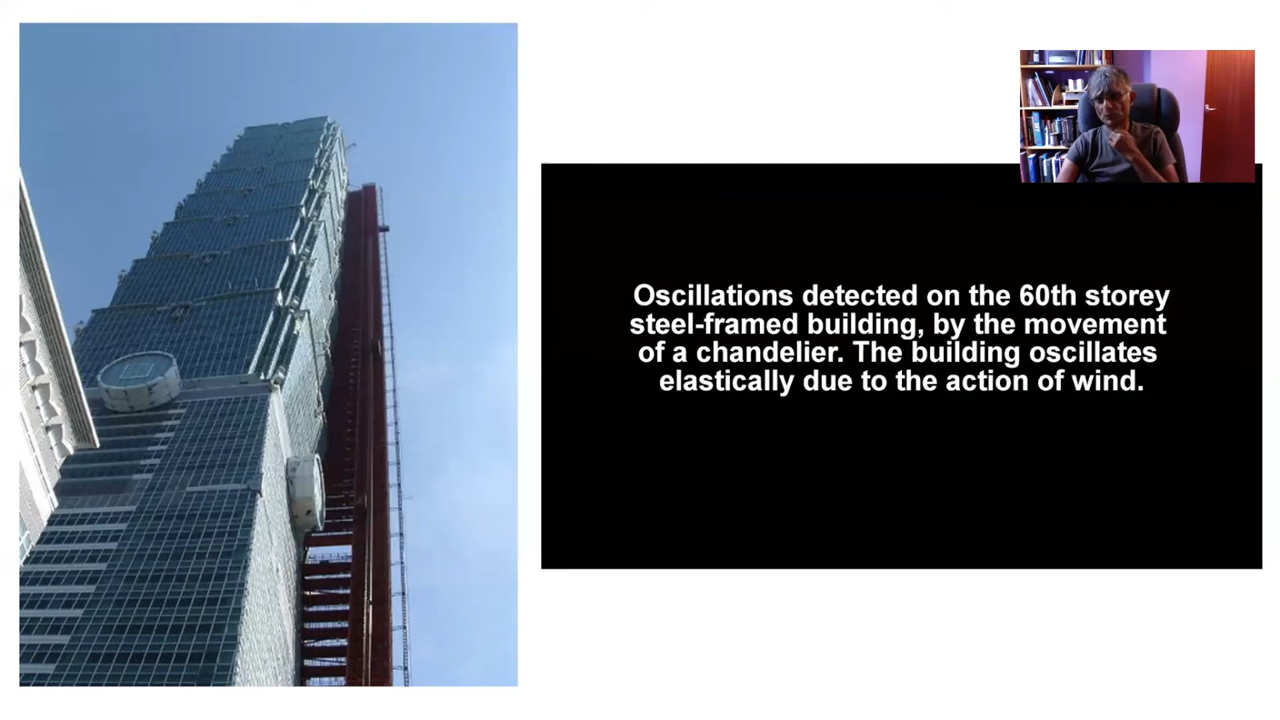 Oscillations detected on the 60th storey
steel-framed building, by the movement
of a chandelier. The building oscillates
elastically due to the action of wind.